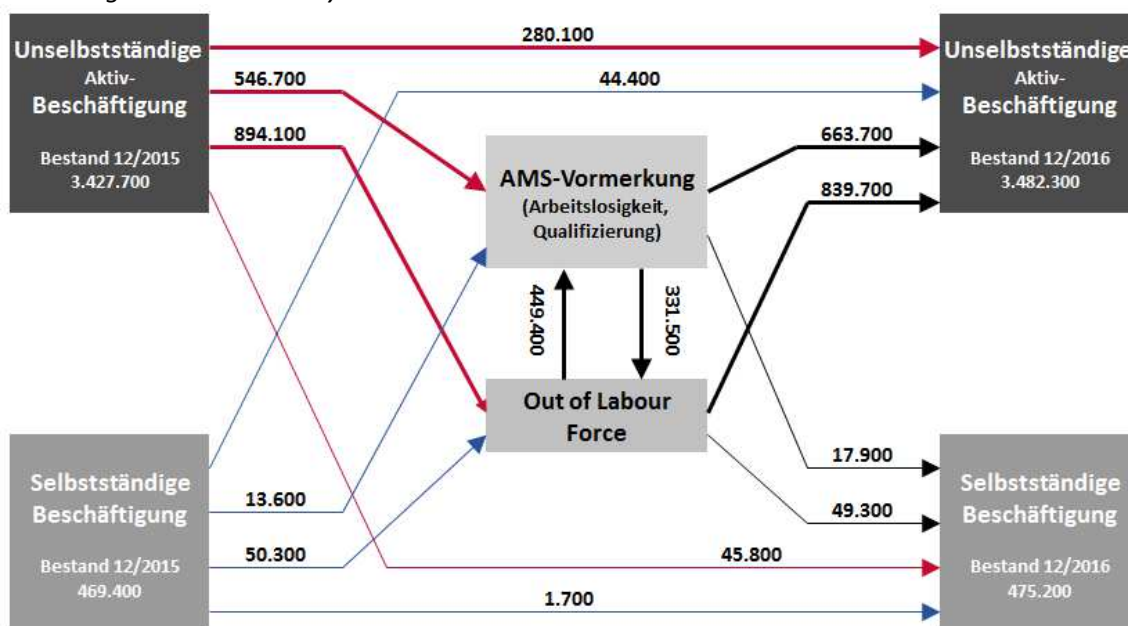 Unselbstständige
Aktiv-
Beschäftigung
Bestand 12/2015
3.427.700
280.100
546.700
44.400
894.100
Unselbstständige
Aktiv-
Beschäftigung
Bestand 12/2016
3.482.300
663.700
839.700
AMS-Vormerkung
(Arbeitslosigkeit,
Qualifizierung)
449.400
331.500
Out of Labour
Force
Selbstständige
Beschäftigung
Bestand 12/2015
469.400
13.600
50.300
17.900
49.300
45.800
1.700
Selbstständige
Beschäftigung
Bestand 12/2016
475.200